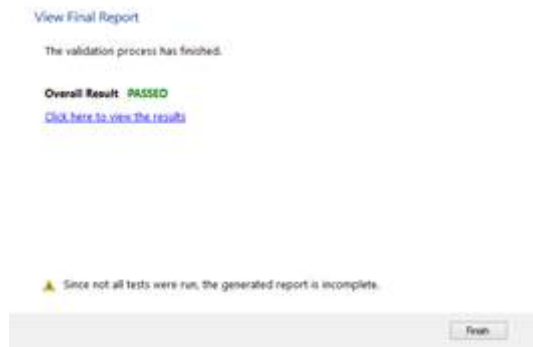 View Final Report
The validation process has finished.
Overall Result PASSED
Click here to view the results
Since not all tests were run, the generated report is incomplete.
Finish